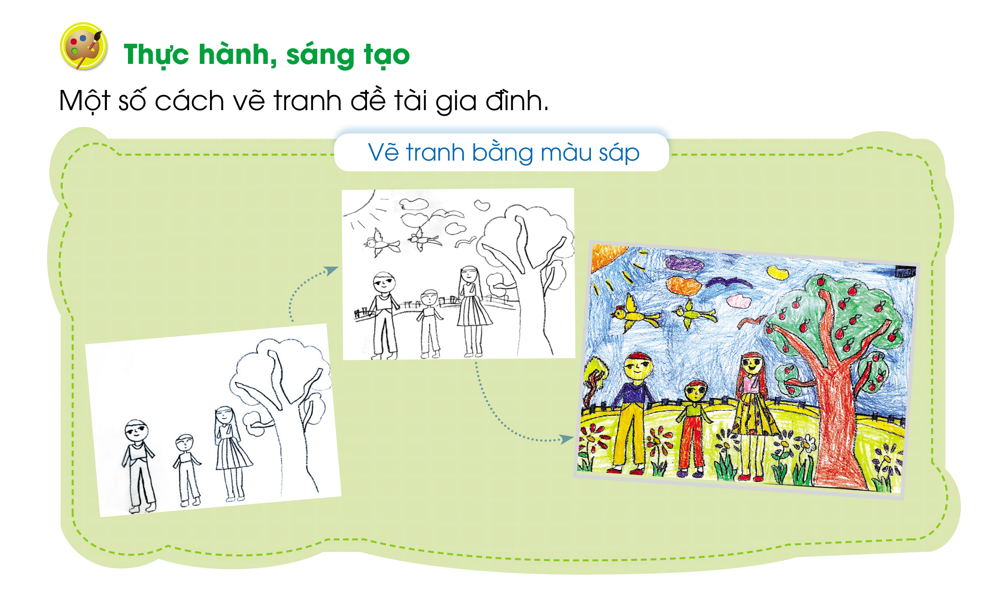 Thực hành, sáng tạo
Một số cách vẽ tranh đề tài gia đình.
Vẽ tranh bằng màu sáp